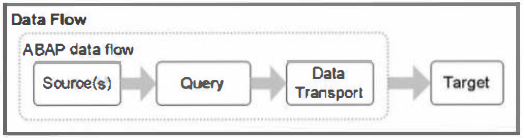 Data Flow
ABAP data flow
Source(s)
Query
Data
Transport
Target